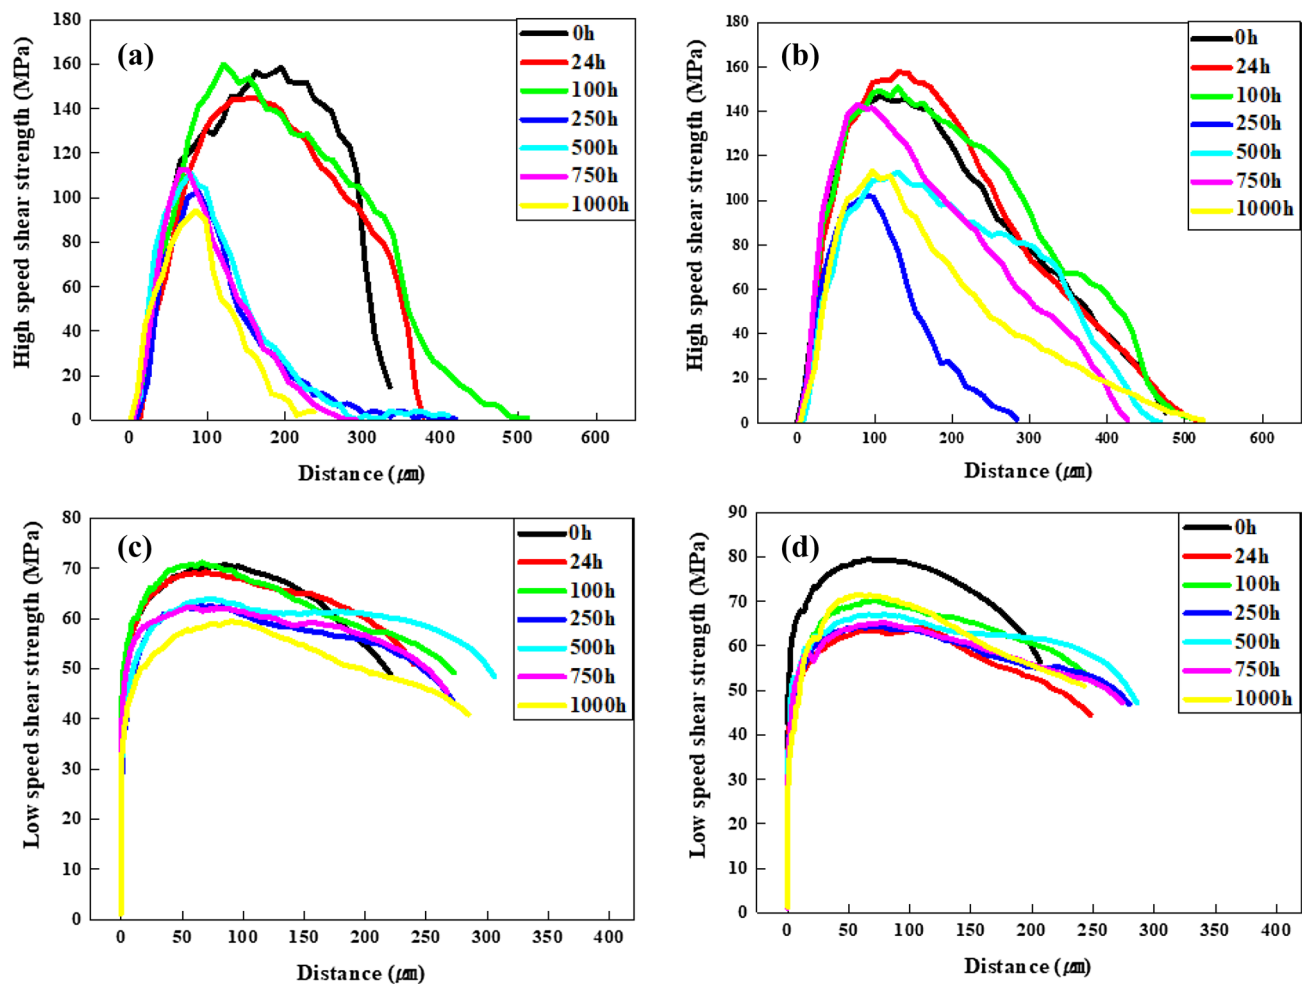 (a)
High speed shear strength (MPa)
180
160
140
120
100
80
60
40
20
0
0 100 200 300 400 500 600
Distance (㎛)
0h
24h
100h
250h
500h
750h
1000h
(b)
High speed shear strength (MPa)
180
160
140
120
100
80
60
40
20
0
0 100 200 300 400 500 600
Distance (㎛)
0h
24h
100h
250h
500h
750h
1000h
(c)
Low speed shear strength (MPa)
80
70
60
50
40
30
20
10
0
0 50 100 150 200 250 300 350 400
Distance (㎛)
0h
24h
100h
250h
500h
750h
1000h
(d)
Low speed shear strength (MPa)
90
80
70
60
50
40
30
20
10
0
0 50 100 150 200 250 300 350 400
Distance (㎛)
0h
24h
100h
250h
500h
750h
1000h